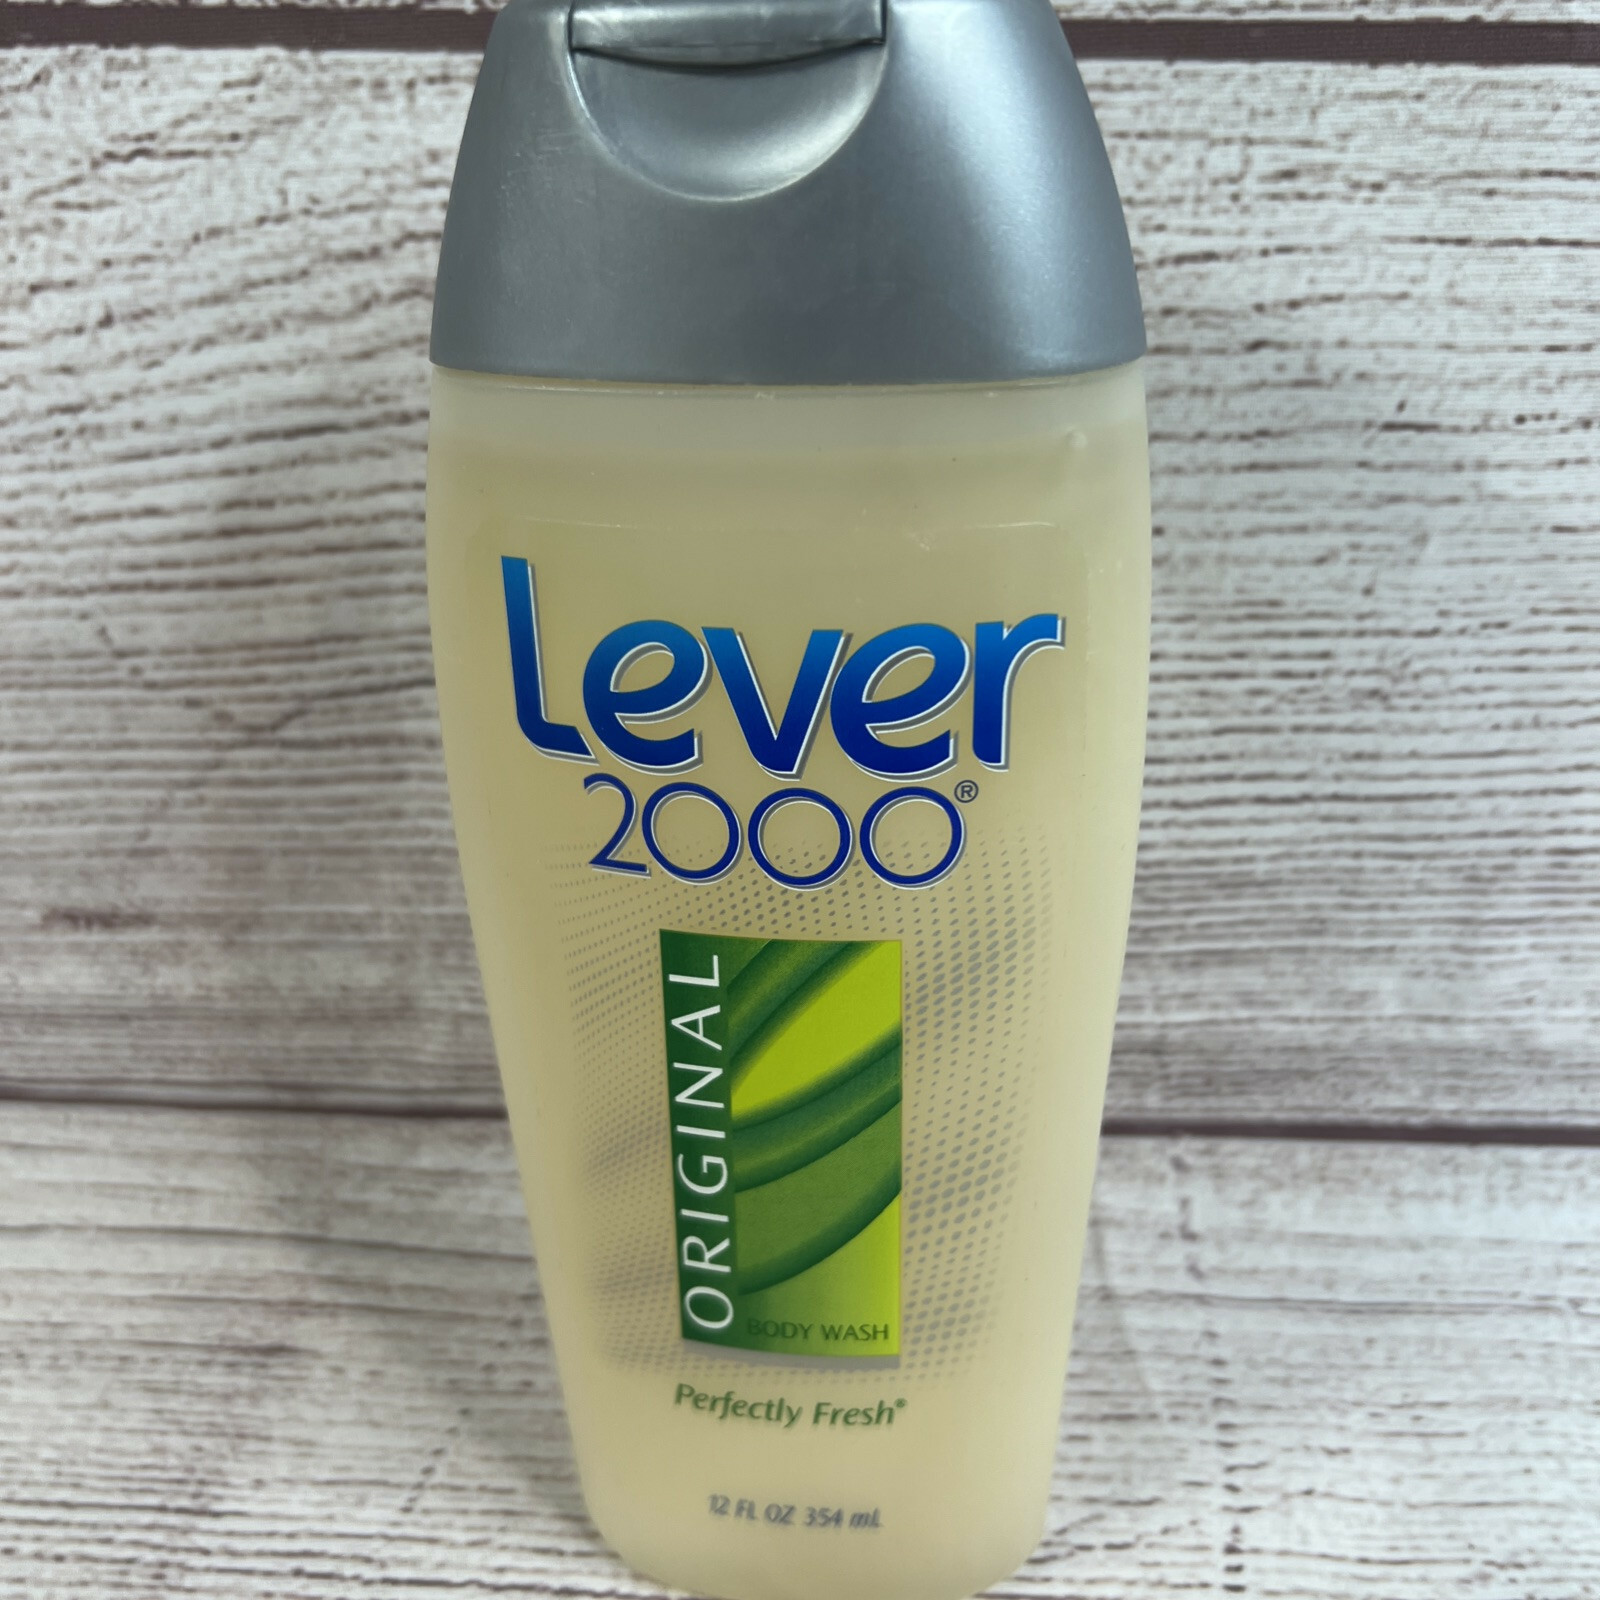 Lever
2000®
ORIGINAL
BODY WASH
Perfectly Fresh®
12 FL OZ 354 mL